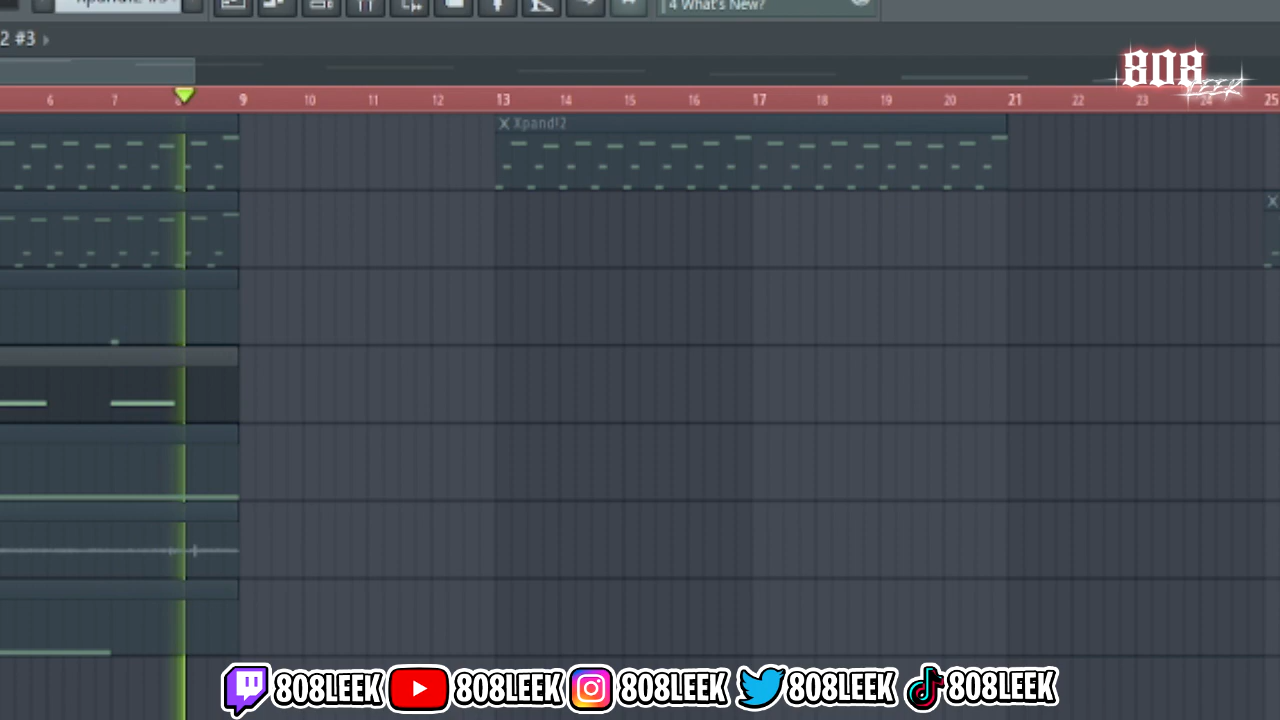 4 What's New?
2 #3
808
LEEK
6 7 8 9 10 11 12 13 14 15 16 17 18 19 20 21 22 23 24 25
Xpand!2
808LEEK 808LEEK 808LEEK 808LEEK 808LEEK